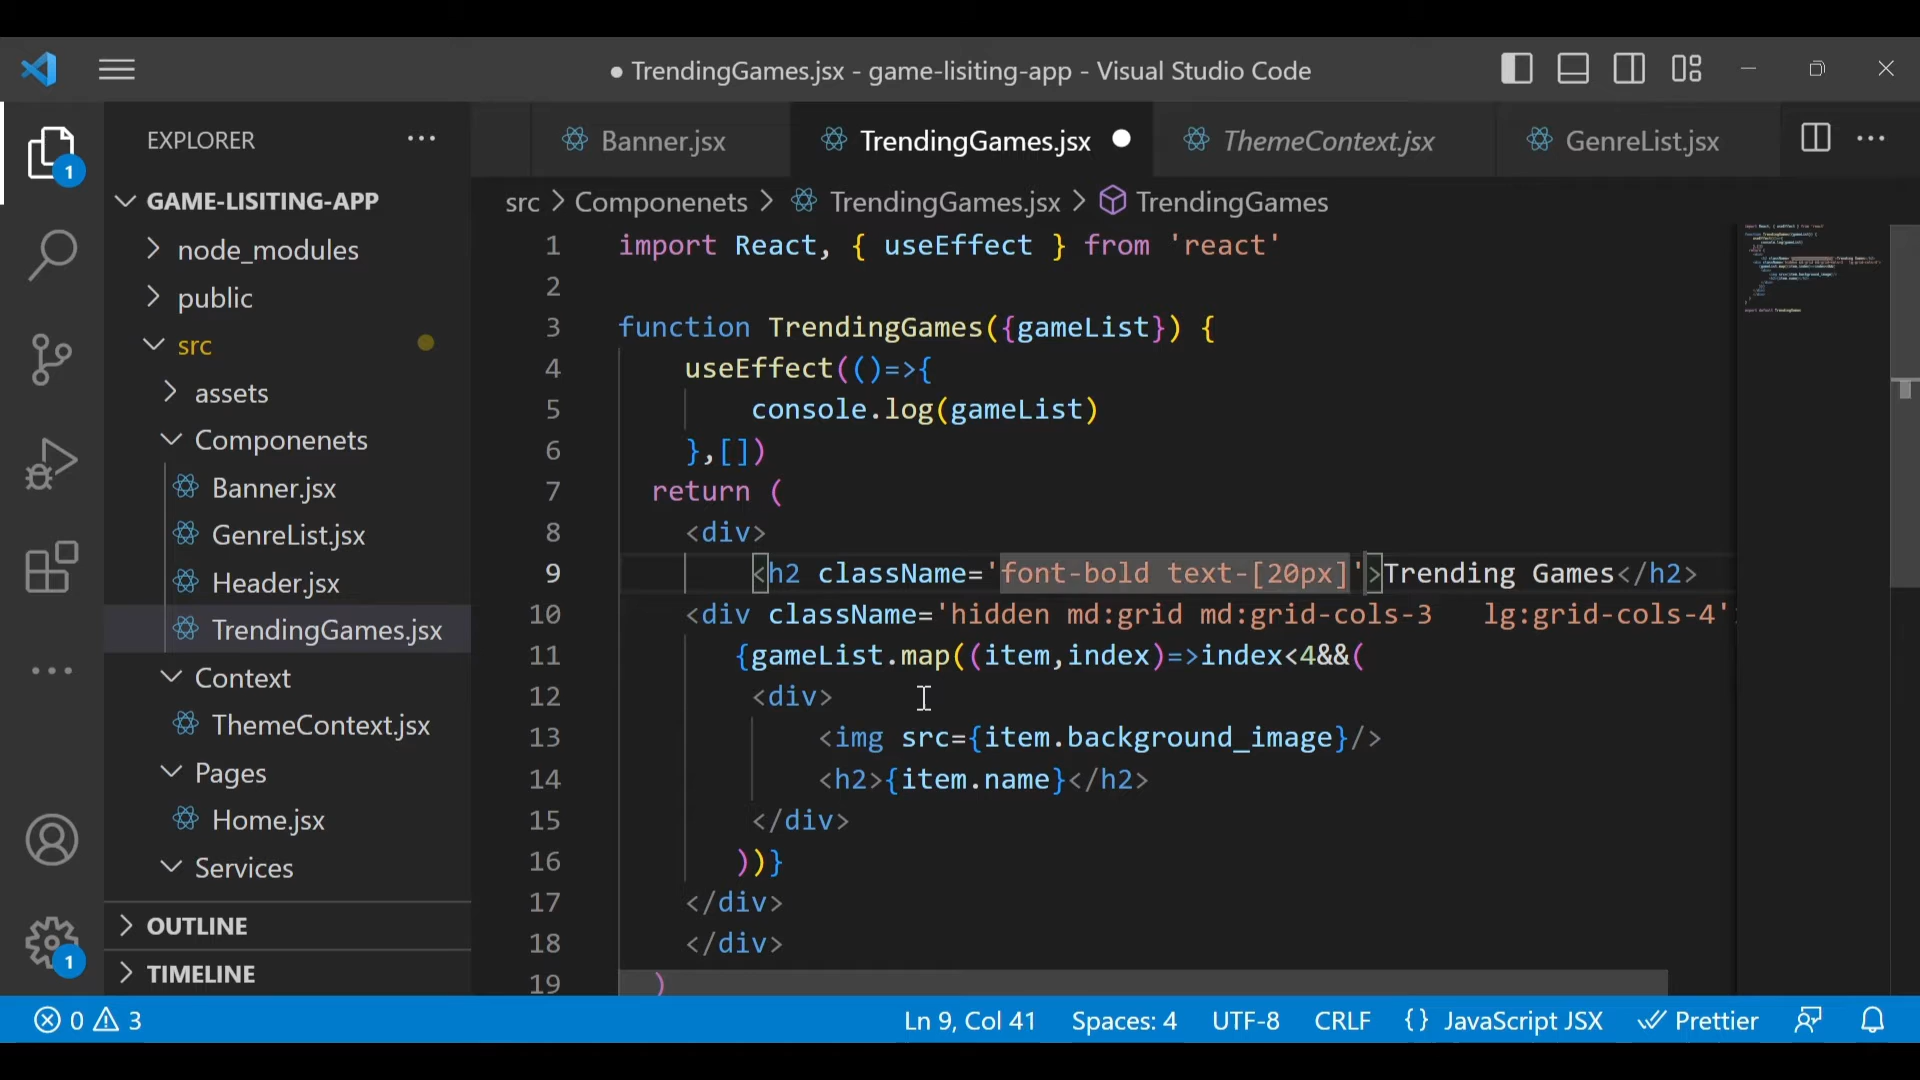 ● TrendingGames.jsx - game-lisiting-app - Visual Studio Code
EXPLORER
Banner.jsx
TrendingGames.jsx
ThemeContext.jsx
GenreList.jsx
src > Componenets > TrendingGames.jsx > TrendingGames
1
GAME-LISITING-APP
node_modules
public
src
assets
Componenets
Banner.jsx
GenreList.jsx
Header.jsx
TrendingGames.jsx
Context
ThemeContext.jsx
Pages
Home.jsx
Services
OUTLINE
TIMELINE
1
1 import React, { useEffect } from 'react'
2
3 function TrendingGames({gameList}) {
4 useEffect(()=>{
5 console.log(gameList)
6 },[])
7 return (
8 <div>
9 <h2 className='font-bold text-[20px]'>Trending Games</h2>
10 <div className='hidden md:grid md:grid-cols-3 lg:grid-cols-4'
11 {gameList.map((item,index)=>index<4&&(
12 <div>
13 <img src={item.background_image}/>
14 <h2>{item.name}</h2>
15 </div>
16 ))}
17 </div>
18 </div>
19 )
0 3
Ln 9, Col 41 Spaces: 4 UTF-8 CRLF {} JavaScript JSX Prettier